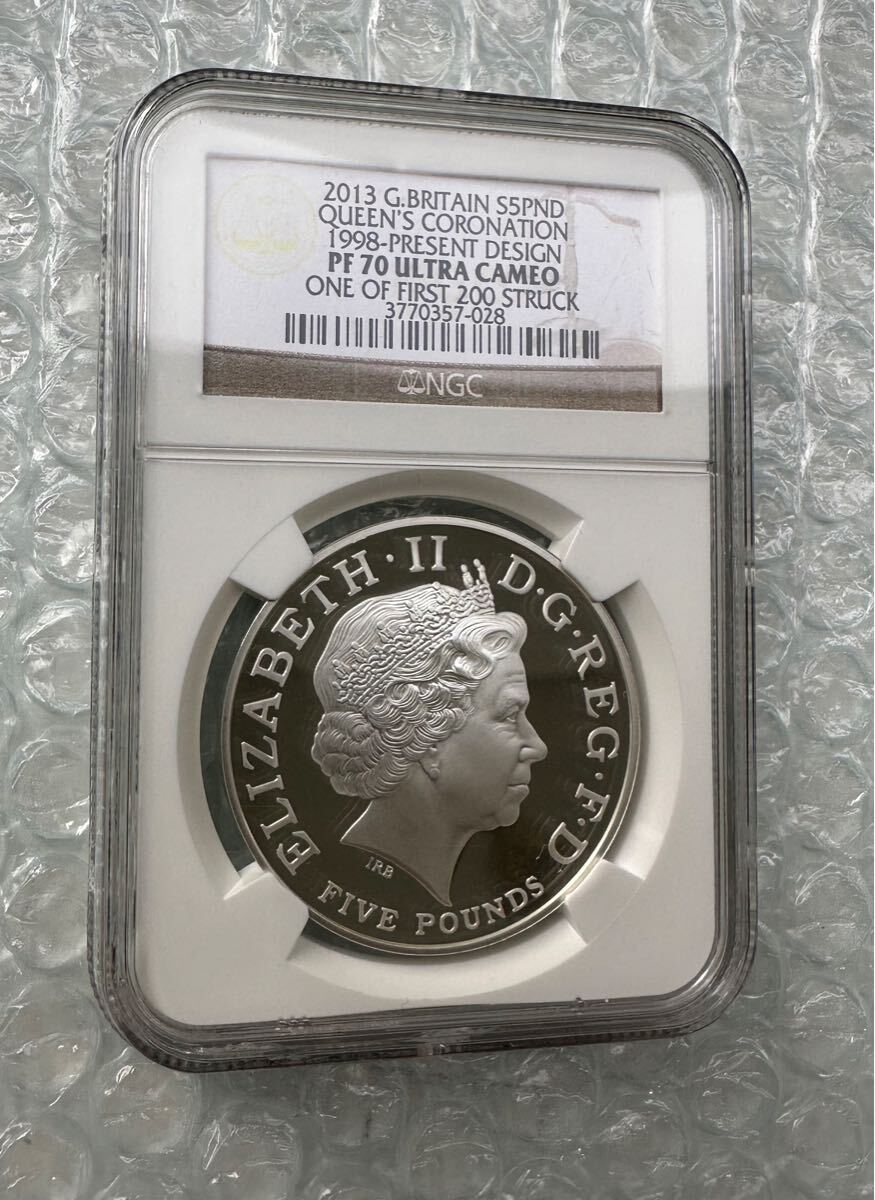 2013 G.BRITAIN S5PND
QUEEN'S CORONATION
1998-PRESENT DESIGN
PF 70 ULTRA CAMEO
ONE OF FIRST 200 STRUCK
3770357-028
NGC
ELIZABETH·II D·G·REG·F·D
IRB
FIVE POUNDS